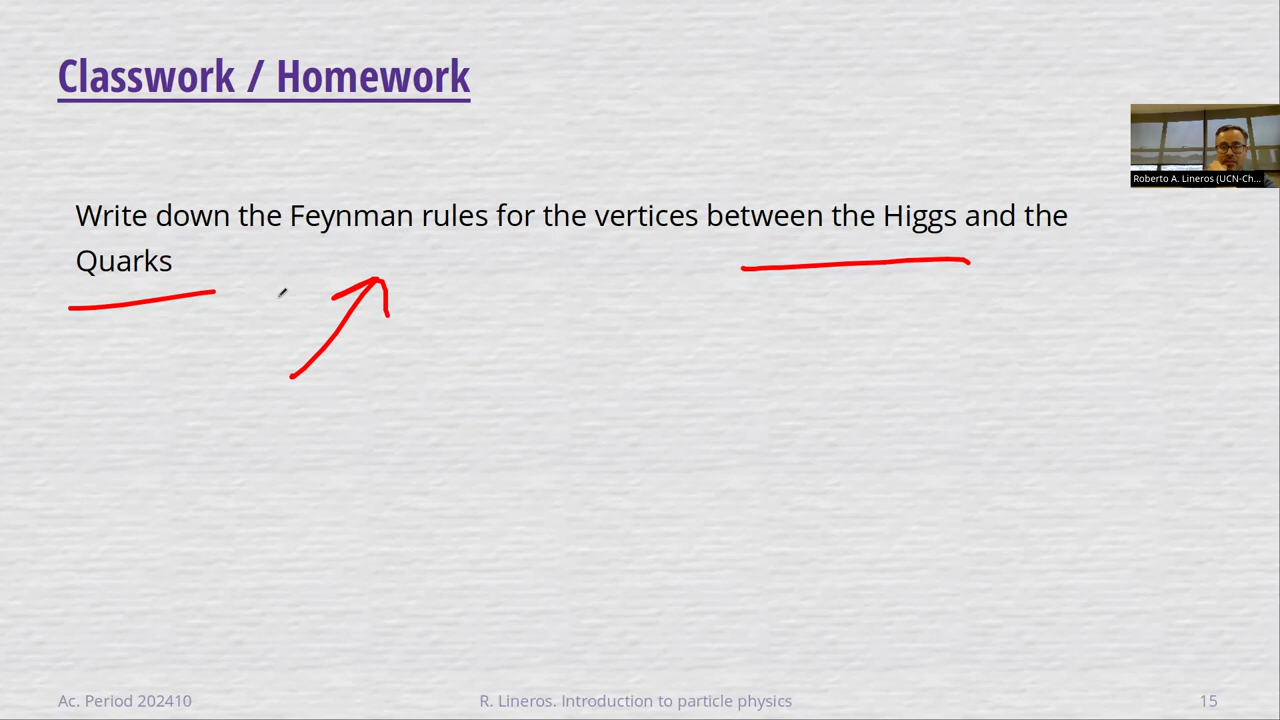 Classwork / Homework
Roberto A. Lineros (UCN-Ch...
Write down the Feynman rules for the vertices between the Higgs and the
Quarks
Ac. Period 202410
R. Lineros. Introduction to particle physics
15